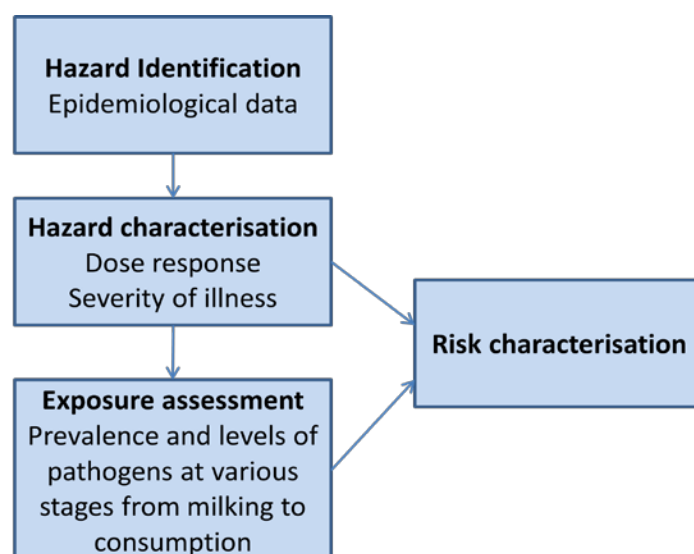 Hazard Identification
Epidemiological data
Hazard characterisation
Dose response
Severity of illness
Risk characterisation
Exposure assessment
Prevalence and levels of
pathogens at various
stages from milking to
consumption